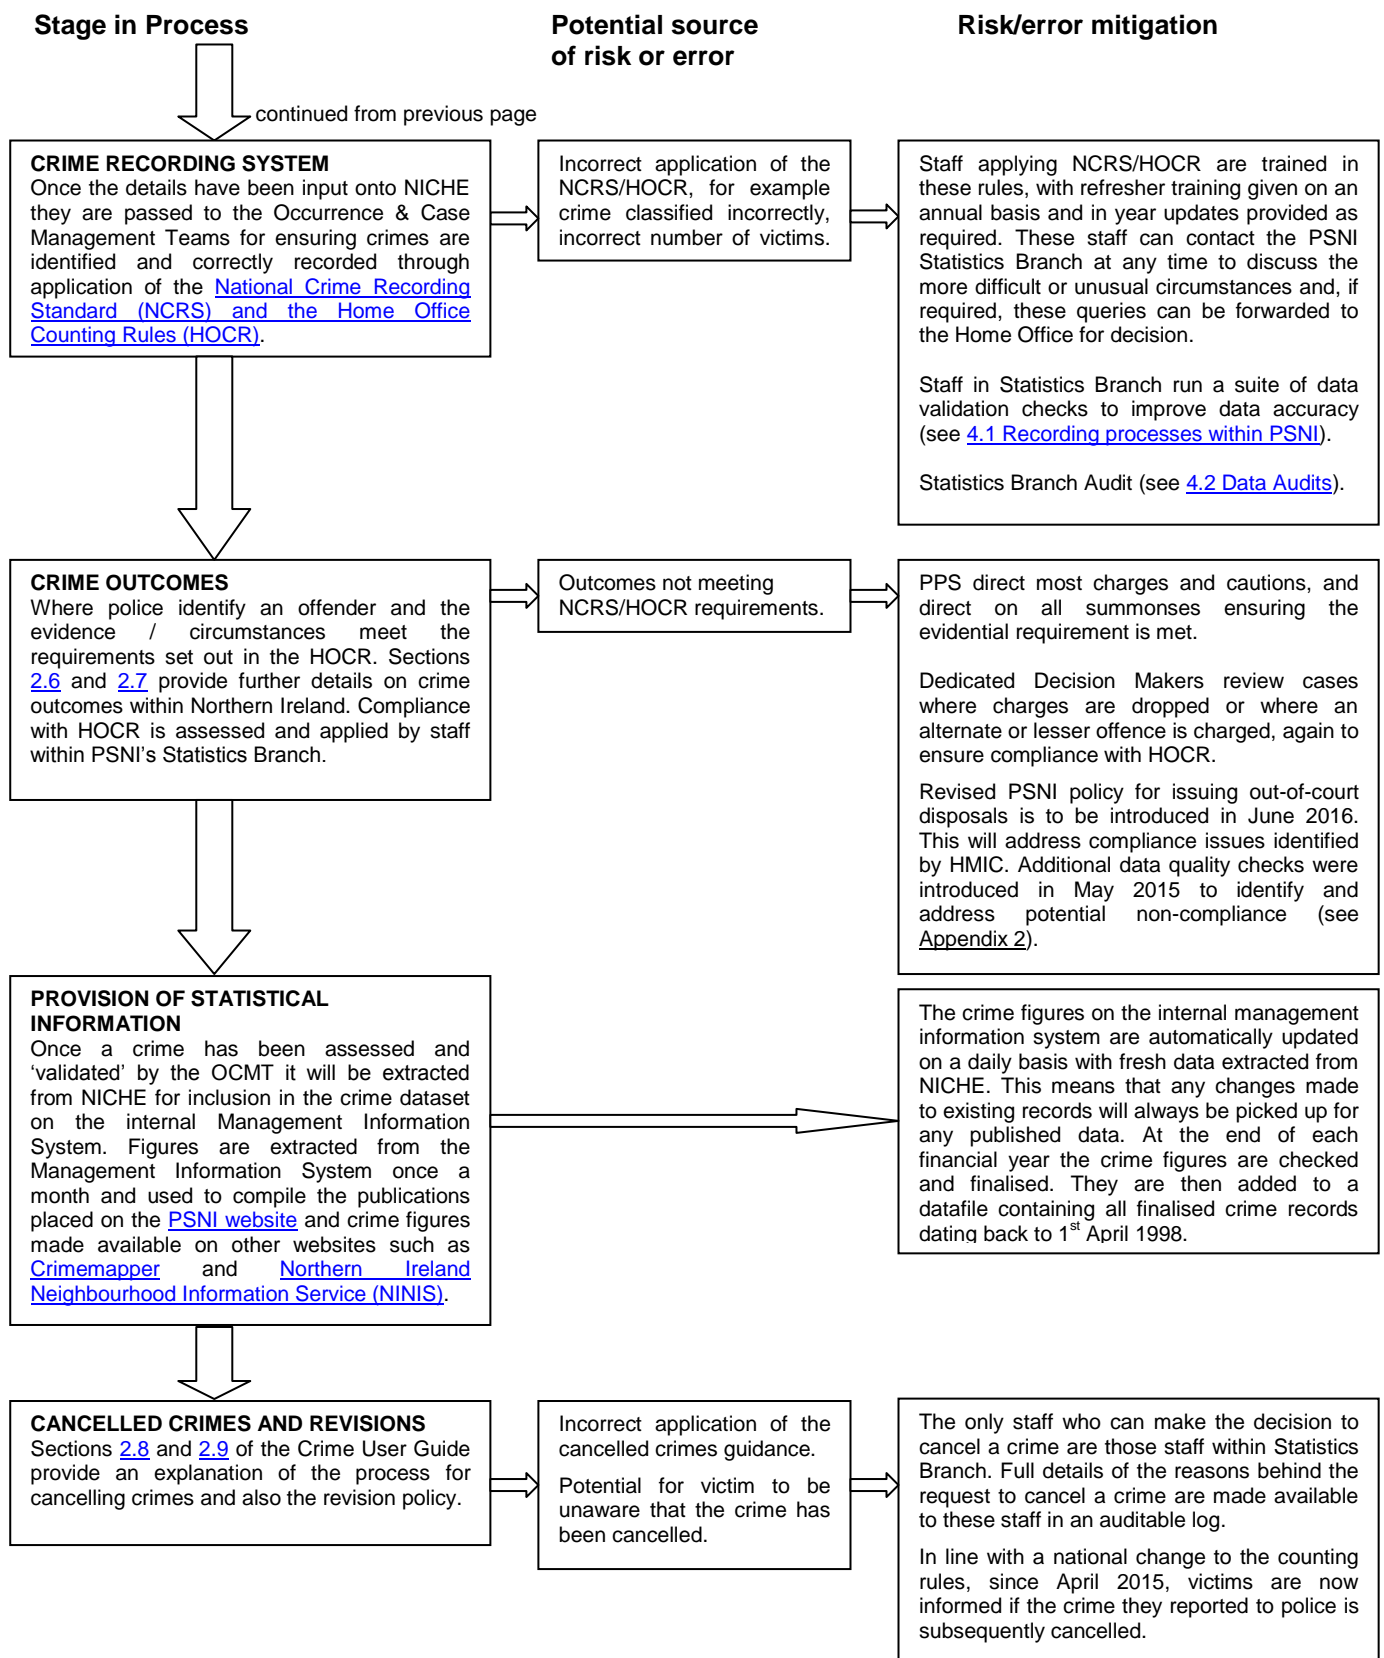 Stage in Process
Potential source
of risk or error
Risk/error mitigation
continued from previous page
CRIME RECORDING SYSTEM
Once the details have been input onto NICHE
they are passed to the Occurrence & Case
Management Teams for ensuring crimes are
identified and correctly recorded through
application of the National Crime Recording
Standard (NCRS) and the Home Office
Counting Rules (HOCR).
Incorrect application of the
NCRS/HOCR, for example
crime classified incorrectly,
incorrect number of victims.
Staff applying NCRS/HOCR are trained in
these rules, with refresher training given on an
annual basis and in year updates provided as
required. These staff can contact the PSNI
Statistics Branch at any time to discuss the
more difficult or unusual circumstances and, if
required, these queries can be forwarded to
the Home Office for decision.
Staff in Statistics Branch run a suite of data
validation checks to improve data accuracy
(see 4.1 Recording processes within PSNI).
Statistics Branch Audit (see 4.2 Data Audits).
CRIME OUTCOMES
Where police identify an offender and the
evidence / circumstances meet the
requirements set out in the HOCR. Sections
2.6 and 2.7 provide further details on crime
outcomes within Northern Ireland. Compliance
with HOCR is assessed and applied by staff
within PSNI's Statistics Branch.
Outcomes not meeting
NCRS/HOCR requirements.
PPS direct most charges and cautions, and
direct on all summonses ensuring the
evidential requirement is met.
Dedicated Decision Makers review cases
where charges are dropped or where an
alternate or lesser offence is charged, again to
ensure compliance with HOCR.
Revised PSNI policy for issuing out-of-court
disposals is to be introduced in June 2016.
This will address compliance issues identified
by HMIC. Additional data quality checks were
introduced in May 2015 to identify and
address potential non-compliance (see
Appendix 2).
PROVISION OF STATISTICAL
INFORMATION
Once a crime has been assessed and
'validated' by the OCMT it will be extracted
from NICHE for inclusion in the crime dataset
on the internal Management Information
System. Figures are extracted from the
Management Information System once a
month and used to compile the publications
placed on the PSNI website and crime figures
made available on other websites such as
Crimemapper and Northern Ireland
Neighbourhood Information Service (NINIS).
The crime figures on the internal management
information system are automatically updated
on a daily basis with fresh data extracted from
NICHE. This means that any changes made
to existing records will always be picked up for
any published data. At the end of each
financial year the crime figures are checked
and finalised. They are then added to a
datafile containing all finalised crime records
dating back to 1st April 1998.
CANCELLED CRIMES AND REVISIONS
Sections 2.8 and 2.9 of the Crime User Guide
provide an explanation of the process for
cancelling crimes and also the revision policy.
Incorrect application of the
cancelled crimes guidance.
Potential for victim to be
unaware that the crime has
been cancelled.
The only staff who can make the decision to
cancel a crime are those staff within Statistics
Branch. Full details of the reasons behind the
request to cancel a crime are made available
to these staff in an auditable log.
In line with a national change to the counting
rules, since April 2015, victims are now
informed if the crime they reported to police is
subsequently cancelled.